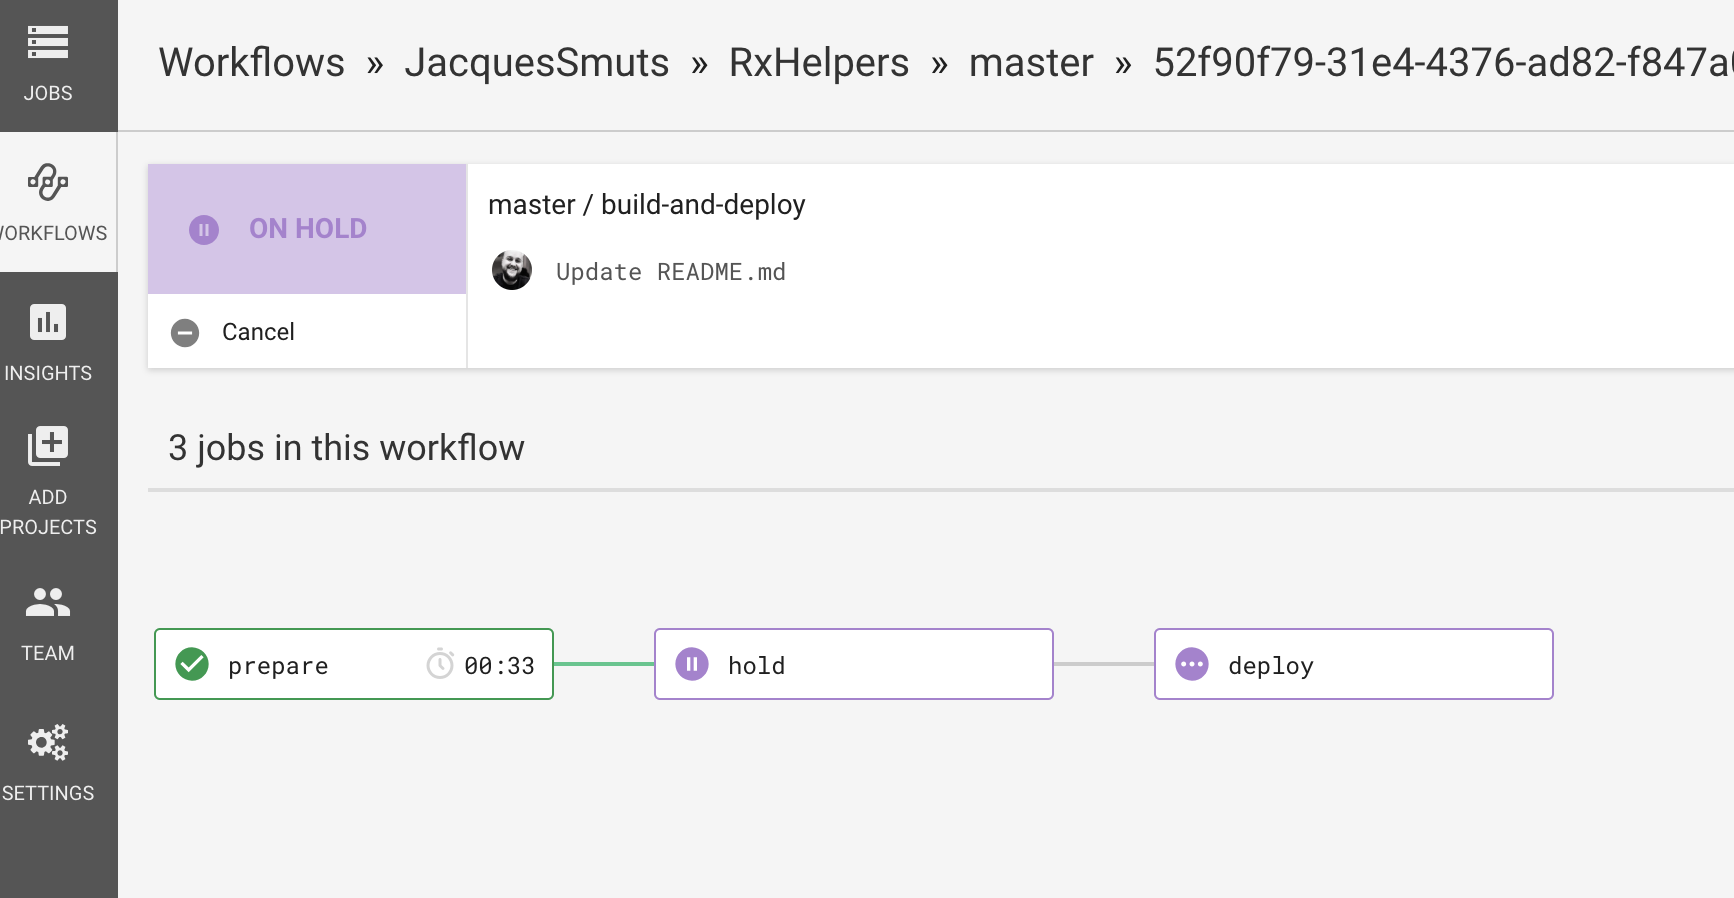 JOBS
WORKFLOWS
INSIGHTS
ADD
PROJECTS
TEAM
SETTINGS
Workflows » JacquesSmuts » RxHelpers » master » 52f90f79-31e4-4376-ad82-f847a
ON HOLD
Cancel
master / build-and-deploy
Update README.md
3 jobs in this workflow
prepare 00:33
hold
deploy